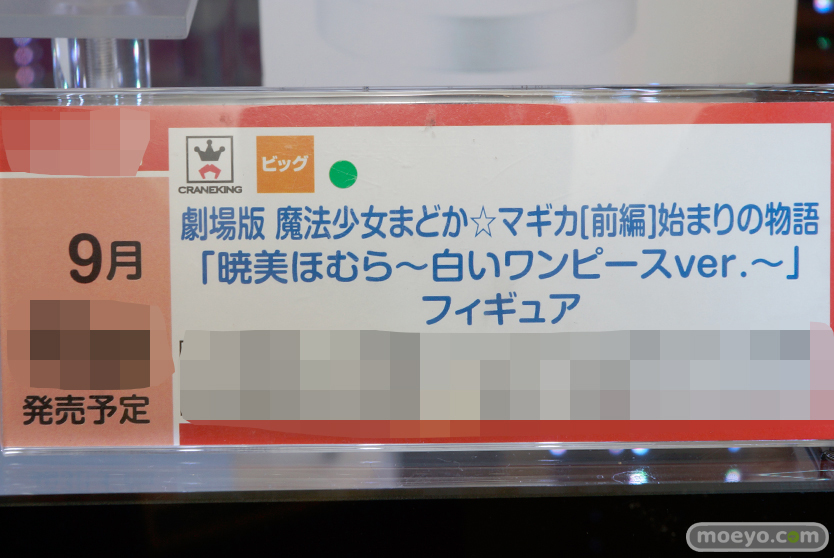 CRANEKING
ビッグ
劇場版 魔法少女まどか☆マギカ[前編]始まりの物語
「暁美ほむら～白いワンピースver.～」
フィギュア
9月
発売予定
moeyo.com